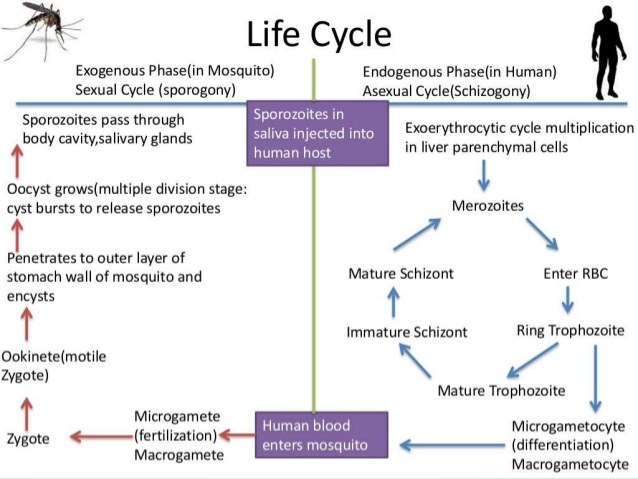 Life Cycle
Exogenous Phase(in Mosquito)
Sexual Cycle (sporogony)
Endogenous Phase(in Human)
Asexual Cycle(Schizogony)
Sporozoites in
saliva injected into
human host
Sporozoites pass through
body cavity,salivary glands
Oocyst grows(multiple division stage:
cyst bursts to release sporozoites
Penetrates to outer layer of
stomach wall of mosquito and
encysts
Ookinete(motile
Zygote)
Zygote
Microgamete
(fertilization)
Macrogamete
Human blood
enters mosquito
Exoerythrocytic cycle multiplication
in liver parenchymal cells
Merozoites
Mature Schizont
Enter RBC
Immature Schizont
Ring Trophozoite
Mature Trophozoite
Microgametocyte
(differentiation)
Macrogametocyte